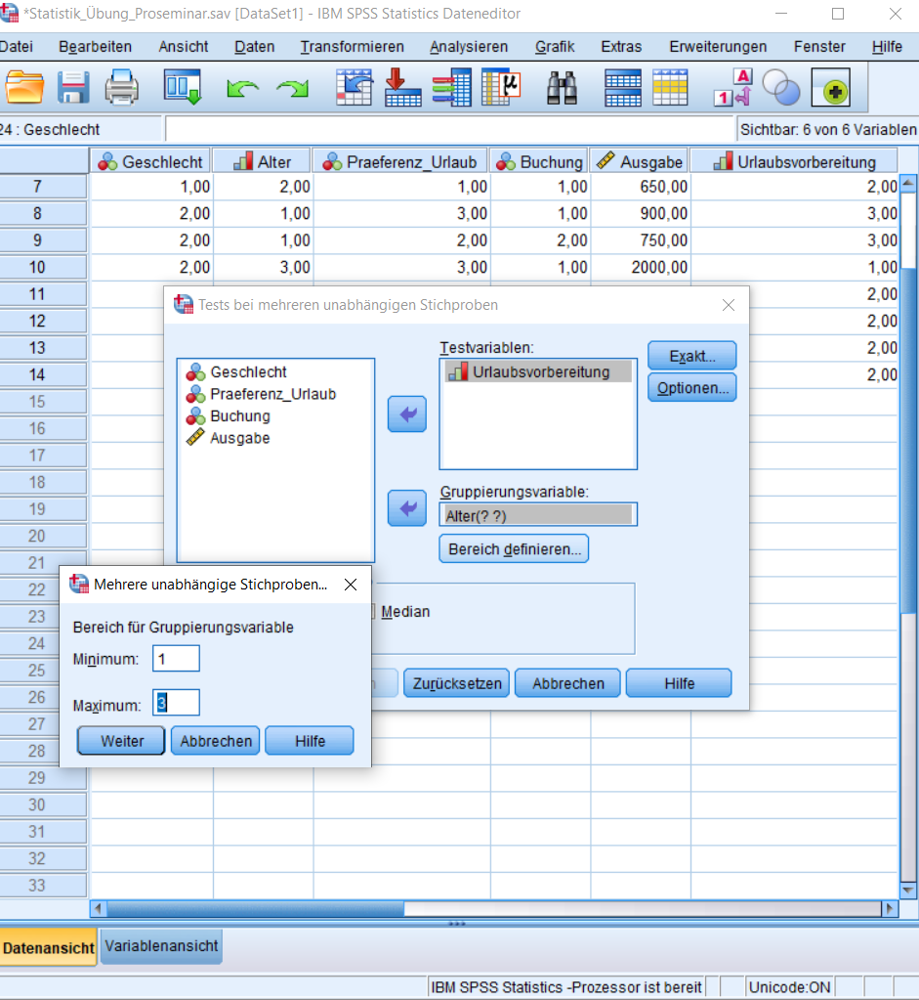 *Statistik_Übung_Proseminar.sav [DataSet1] - IBM SPSS Statistics Dateneditor
Datei Bearbeiten Ansicht Daten Transformieren Analysieren Grafik Extras Erweiterungen Fenster Hilfe
24 : Geschlecht Sichtbar: 6 von 6 Variablen
Geschlecht Alter Praeferenz_Urlaub Buchung Ausgabe Urlaubsvorbereitung
7 1,00 2,00 1,00 1,00 650,00 2,00
8 2,00 1,00 3,00 1,00 900,00 3,00
9 2,00 1,00 2,00 2,00 750,00 3,00
10 2,00 3,00 3,00 1,00 2000,00 1,00
11 2,00
12 2,00
13 2,00
14 2,00
15
16
17
18
19
20
21
22
23
24
25
26
27
28
29
30
31
32
33
Tests bei mehreren unabhängigen Stichproben
Geschlecht
Praeferenz_Urlaub
Buchung
Ausgabe
Testvariablen:
Urlaubsvorbereitung
Exakt...
Optionen...
Gruppierungsvariable:
Alter(? ?)
Bereich definieren...
Median
Zurücksetzen Abbrechen Hilfe
Mehrere unabhängige Stichproben...
Bereich für Gruppierungsvariable
Minimum: 1
Maximum: 3
Weiter Abbrechen Hilfe
Datenansicht Variablenansicht
IBM SPSS Statistics -Prozessor ist bereit Unicode:ON